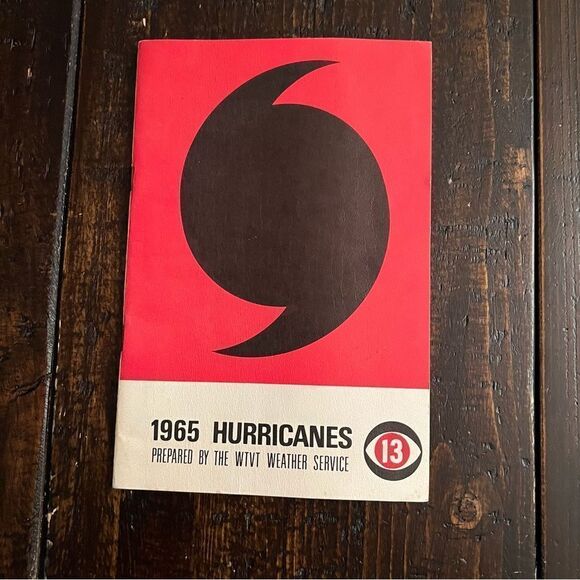 1965 HURRICANES
PREPARED BY THE WTVT WEATHER SERVICE
13